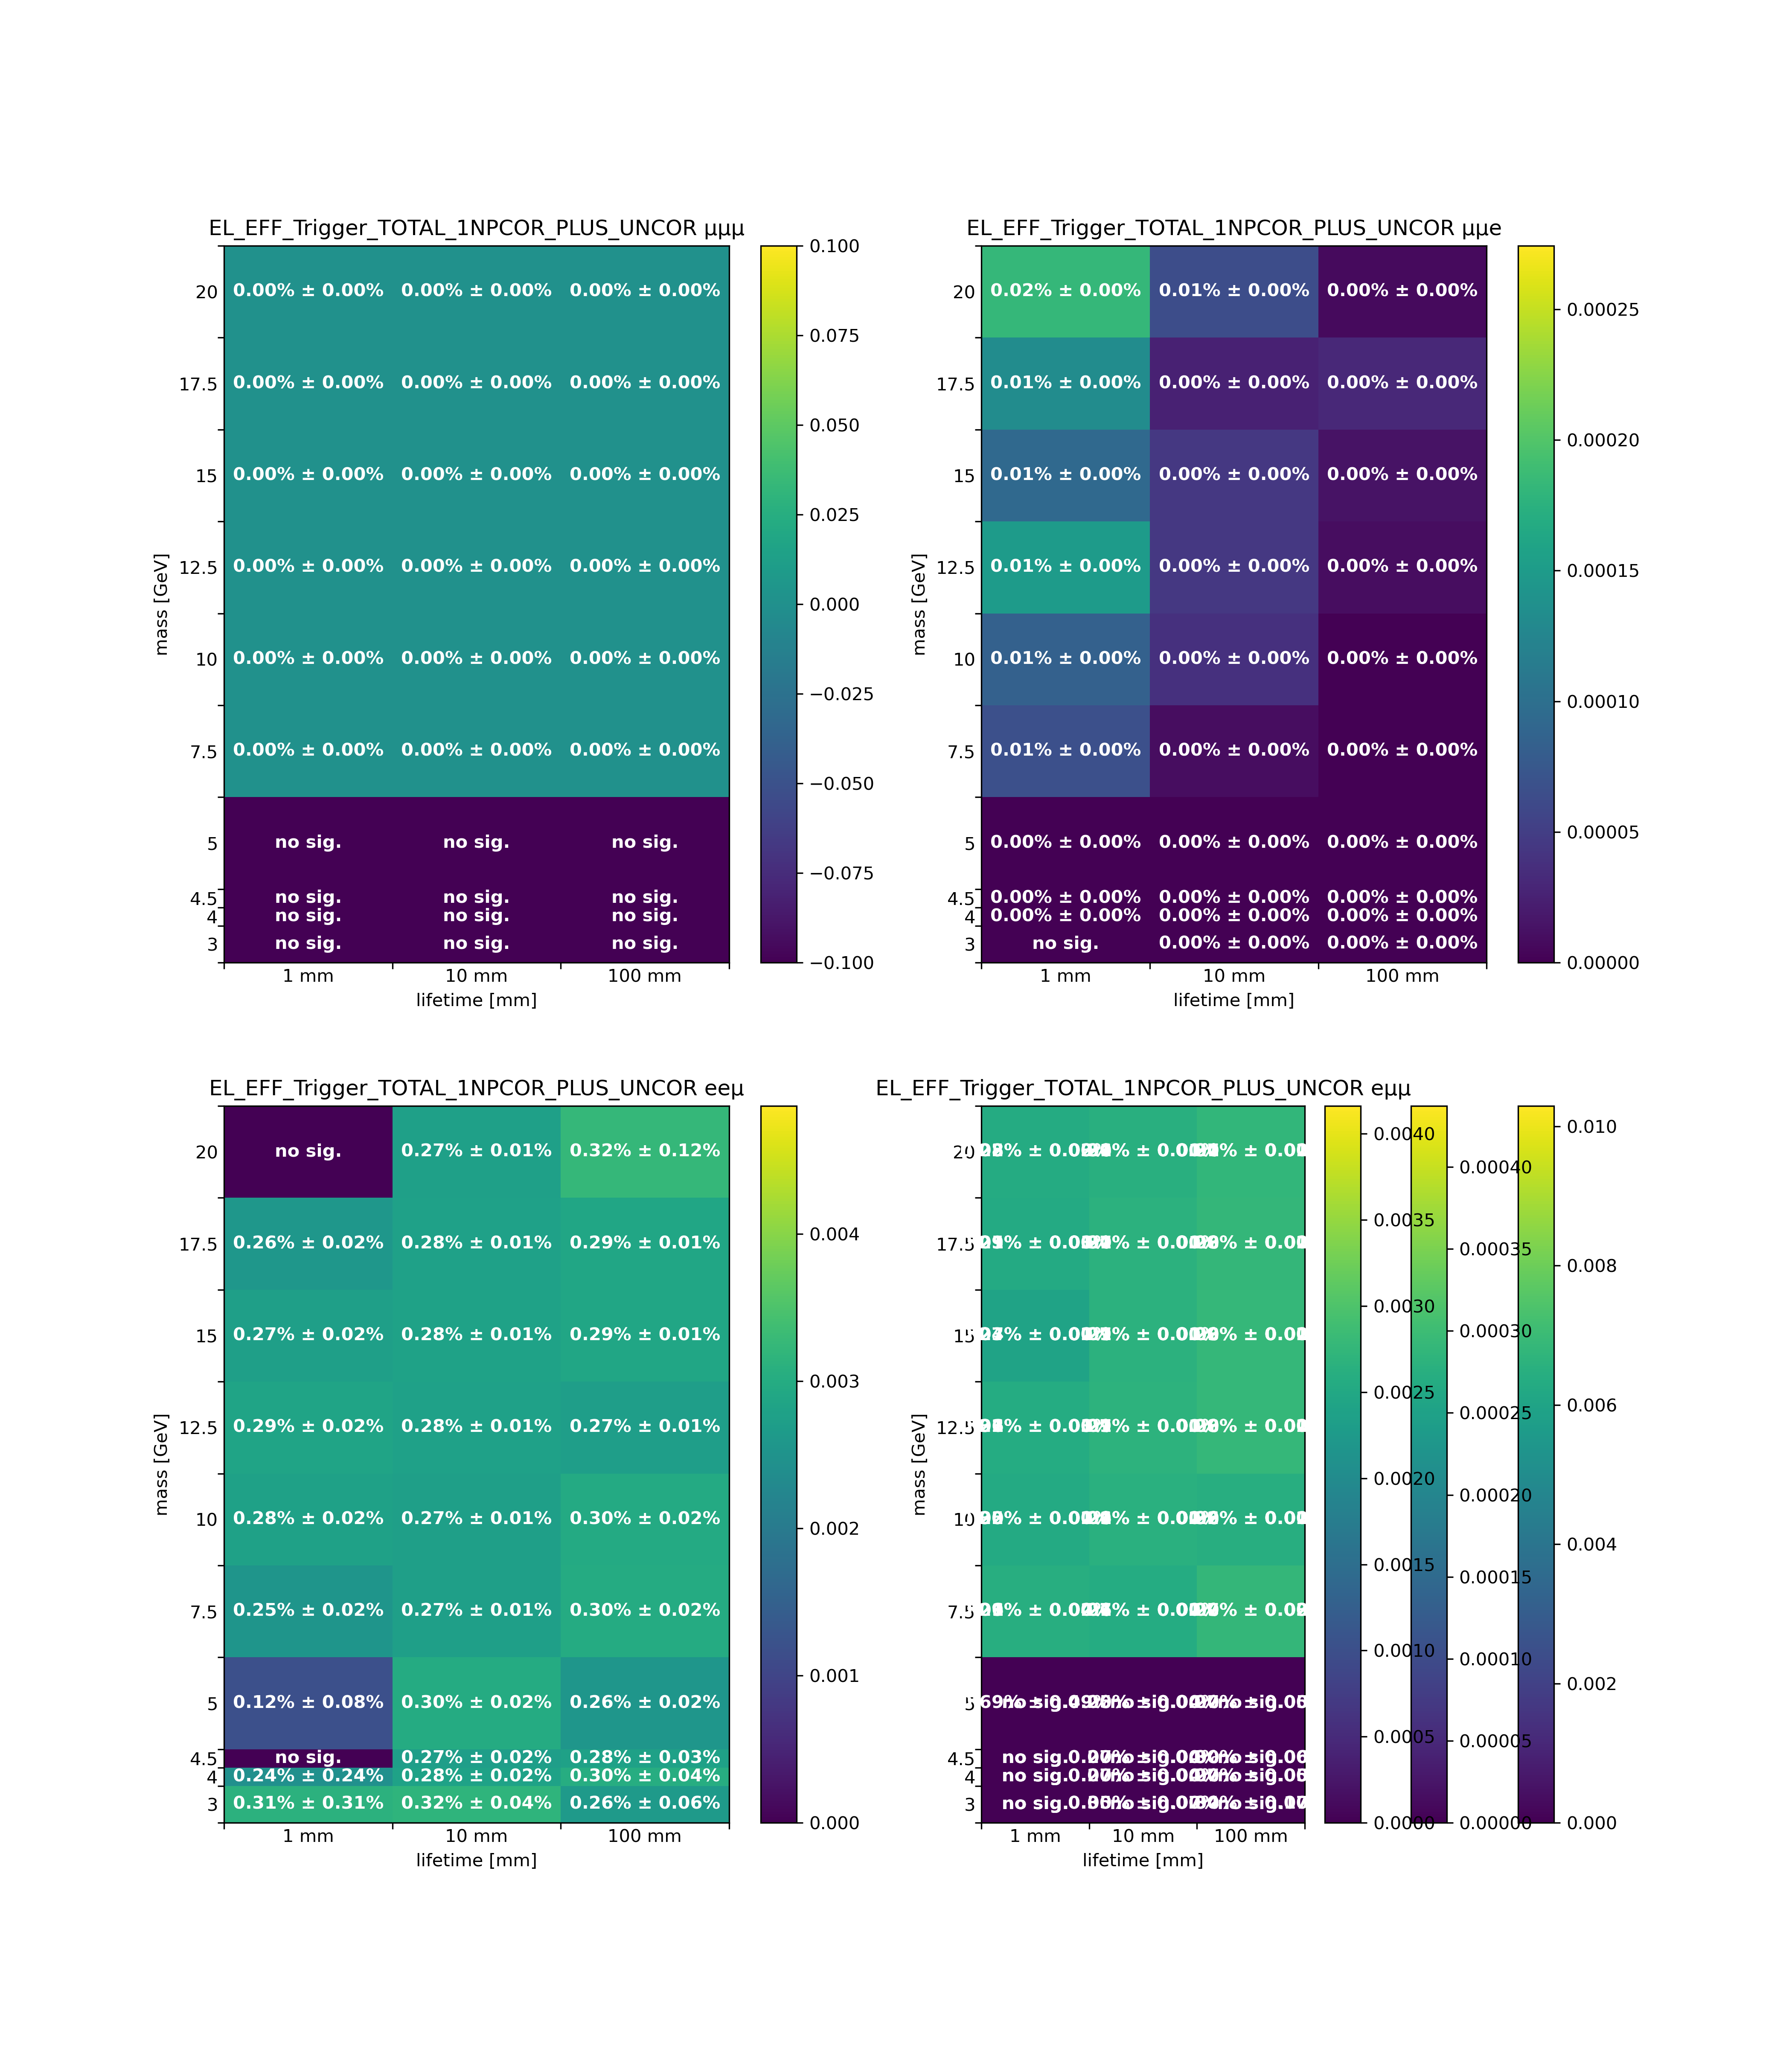 EL_EFF_Trigger_TOTAL_1NPCOR_PLUS_UNCOR μμμ
20 0.00% ± 0.00% 0.00% ± 0.00% 0.00% ± 0.00%
17.5 0.00% ± 0.00% 0.00% ± 0.00% 0.00% ± 0.00%
15 0.00% ± 0.00% 0.00% ± 0.00% 0.00% ± 0.00%
12.5 0.00% ± 0.00% 0.00% ± 0.00% 0.00% ± 0.00%
10 0.00% ± 0.00% 0.00% ± 0.00% 0.00% ± 0.00%
7.5 0.00% ± 0.00% 0.00% ± 0.00% 0.00% ± 0.00%
5 no sig. no sig. no sig.
4.5 no sig. no sig. no sig.
4 no sig. no sig. no sig.
3 no sig. no sig. no sig.
1 mm 10 mm 100 mm
lifetime [mm]
mass [GeV]
0.100
0.075
0.050
0.025
0.000
−0.025
−0.050
−0.075
−0.100
EL_EFF_Trigger_TOTAL_1NPCOR_PLUS_UNCOR μμe
20 0.02% ± 0.00% 0.01% ± 0.00% 0.00% ± 0.00%
17.5 0.01% ± 0.00% 0.00% ± 0.00% 0.00% ± 0.00%
15 0.01% ± 0.00% 0.00% ± 0.00% 0.00% ± 0.00%
12.5 0.01% ± 0.00% 0.00% ± 0.00% 0.00% ± 0.00%
10 0.01% ± 0.00% 0.00% ± 0.00% 0.00% ± 0.00%
7.5 0.01% ± 0.00% 0.00% ± 0.00% 0.00% ± 0.00%
5 0.00% ± 0.00% 0.00% ± 0.00% 0.00% ± 0.00%
4.5 0.00% ± 0.00% 0.00% ± 0.00% 0.00% ± 0.00%
4 0.00% ± 0.00% 0.00% ± 0.00% 0.00% ± 0.00%
3 no sig. 0.00% ± 0.00% 0.00% ± 0.00%
1 mm 10 mm 100 mm
lifetime [mm]
mass [GeV]
0.00025
0.00020
0.00015
0.00010
0.00005
0.00000
EL_EFF_Trigger_TOTAL_1NPCOR_PLUS_UNCOR eeμ
20 no sig. 0.27% ± 0.01% 0.32% ± 0.12%
17.5 0.26% ± 0.02% 0.28% ± 0.01% 0.29% ± 0.01%
15 0.27% ± 0.02% 0.28% ± 0.01% 0.29% ± 0.01%
12.5 0.29% ± 0.02% 0.28% ± 0.01% 0.27% ± 0.01%
10 0.28% ± 0.02% 0.27% ± 0.01% 0.30% ± 0.02%
7.5 0.25% ± 0.02% 0.27% ± 0.01% 0.30% ± 0.02%
5 0.12% ± 0.08% 0.30% ± 0.02% 0.26% ± 0.02%
4.5 no sig. 0.27% ± 0.02% 0.28% ± 0.03%
4 0.24% ± 0.24% 0.28% ± 0.02% 0.30% ± 0.04%
3 0.31% ± 0.31% 0.32% ± 0.04% 0.26% ± 0.06%
1 mm 10 mm 100 mm
lifetime [mm]
mass [GeV]
0.004
0.003
0.002
0.001
0.000
EL_EFF_Trigger_TOTAL_1NPCOR_PLUS_UNCOR eμμ
20
17.5
15
12.5
10
7.5
5
4.5 no sig.
4 no sig.
3 no sig.
1 mm 10 mm 100 mm
lifetime [mm]
mass [GeV]
0.0040
0.0035
0.0030
0.0025
0.0020
0.0015
0.0010
0.0005
0.0000
0.00040
0.00035
0.00030
0.00025
0.00020
0.00015
0.00010
0.00005
0.00000
0.010
0.008
0.006
0.004
0.002
0.000